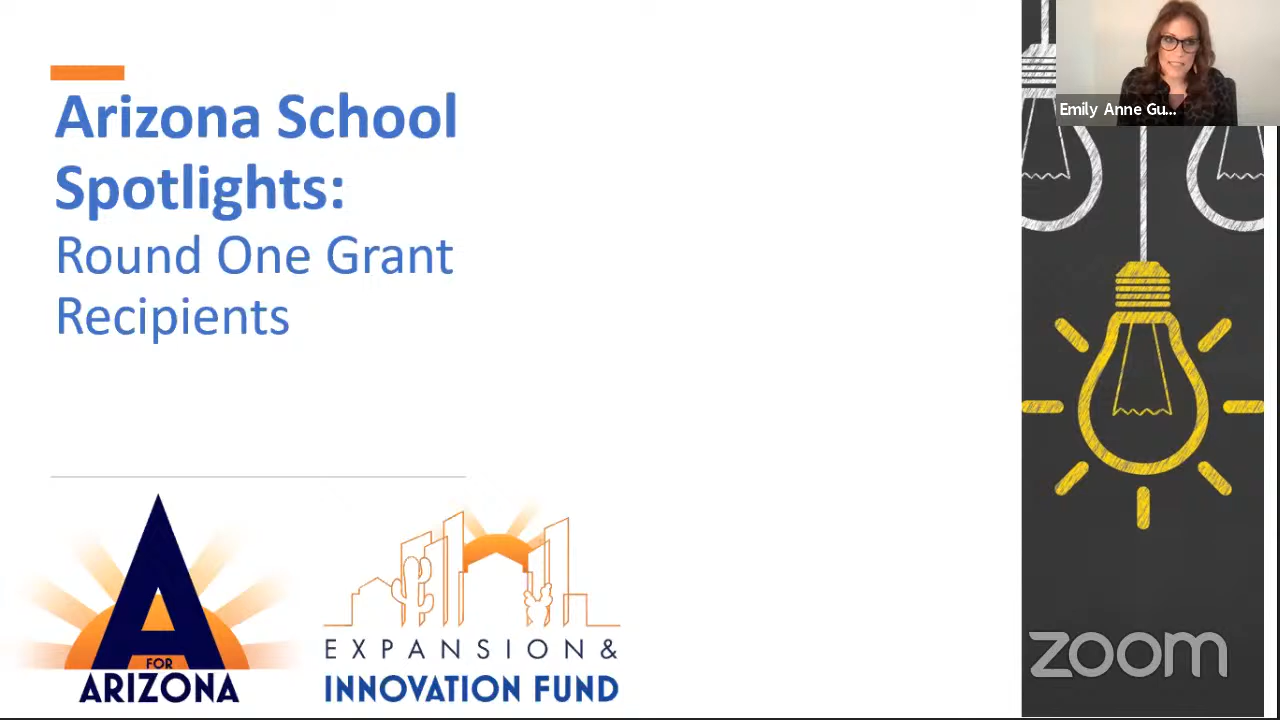 Arizona School
Spotlights:
Round One Grant
Recipients
Emily Anne Gu...
A
FOR
ARIZONA
EXPANSION &
INNOVATION FUND
zoom